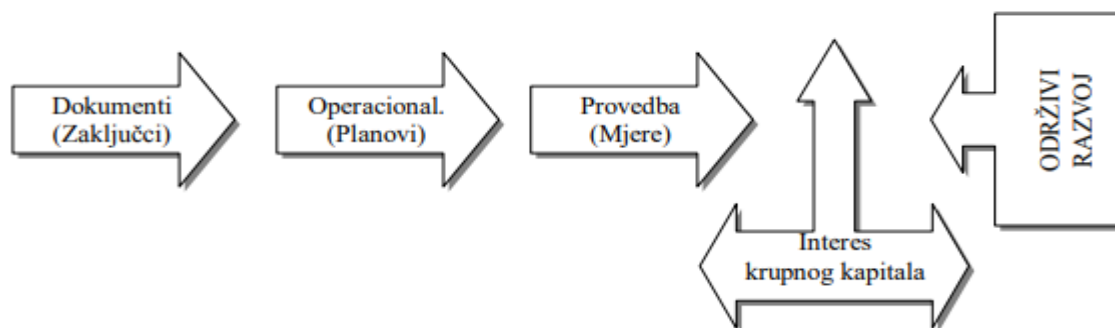 Dokumenti
(Zaključci)
Operacional.
(Planovi)
Provedba
(Mjere)
Interes
krupnog kapitala
ODRŽIVI
RAZVOJ